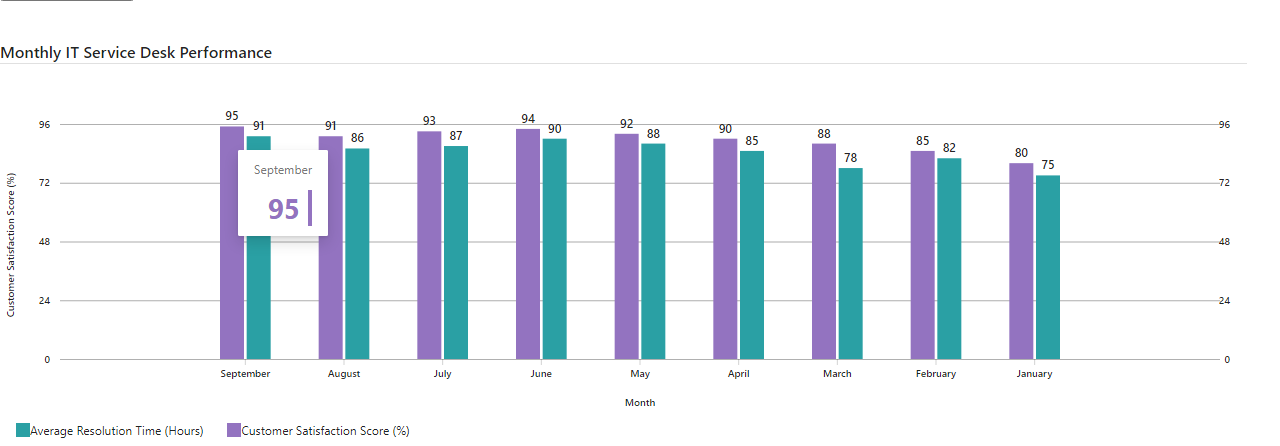 Monthly IT Service Desk Performance
95 91 91 86 93 87 94 90 92 88 90 85 88 78 85 82 80 75
96 96
September
72 72
95
48 48
24 24
0 0
Customer Satisfaction Score (%)
September August July June May April March February January
Month
Average Resolution Time (Hours) Customer Satisfaction Score (%)